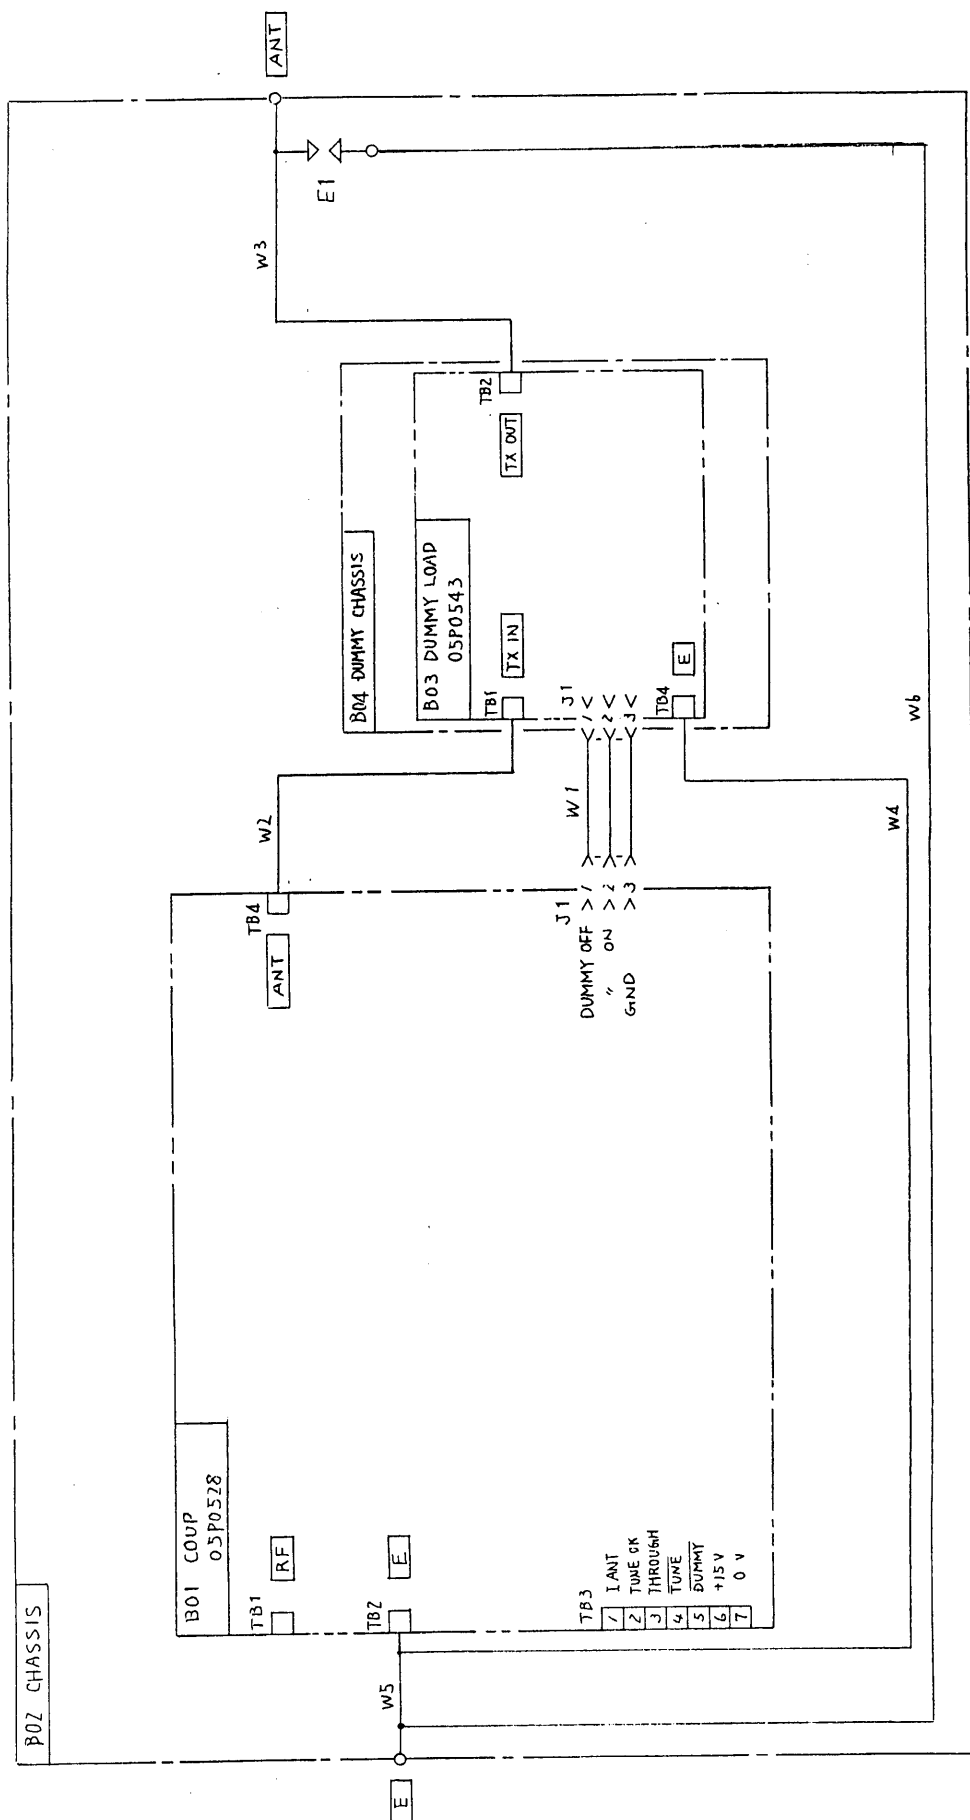 B02 CHASSIS
B01 COUP
05P0528
TB1
RF
TB2
E
W5
E
TB3
1 I ANT
2 TUNE OK
3 THROUGH
4 TUNE
5 DUMMY
6 +15V
7 0 V
TB4
ANT
J1
DUMMY OFF 1
〃 ON 2
GND 3
W2
W1
B04 DUMMY CHASSIS
B03 DUMMY LOAD
05P0543
TB1
TX IN
J1
1
2
3
TB4
E
TB2
TX OUT
W4
W6
W3
E1
ANT